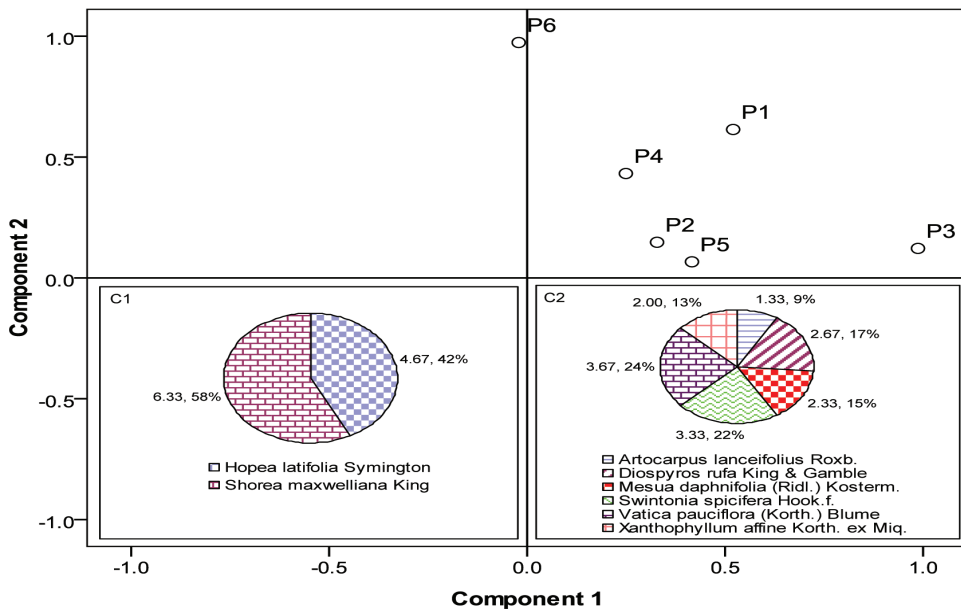 1.0
P6
P1
0.5
P4
P2
P5
P3
Component 2
0.0
C1
4.67, 42%
6.33, 58%
Hopea latifolia Symington
Shorea maxwelliana King
C2
2.00, 13%
1.33, 9%
2.67, 17%
3.67, 24%
2.33, 15%
3.33, 22%
Artocarpus lanceifolius Roxb.
Diospyros rufa King & Gamble
Mesua daphnifolia (Ridl.) Kosterm.
Swintonia spicifera Hook.f.
Vatica pauciflora (Korth.) Blume
Xanthophyllum affine Korth. ex Miq.
-0.5
-1.0
-1.0 -0.5 0.0 0.5 1.0
Component 1